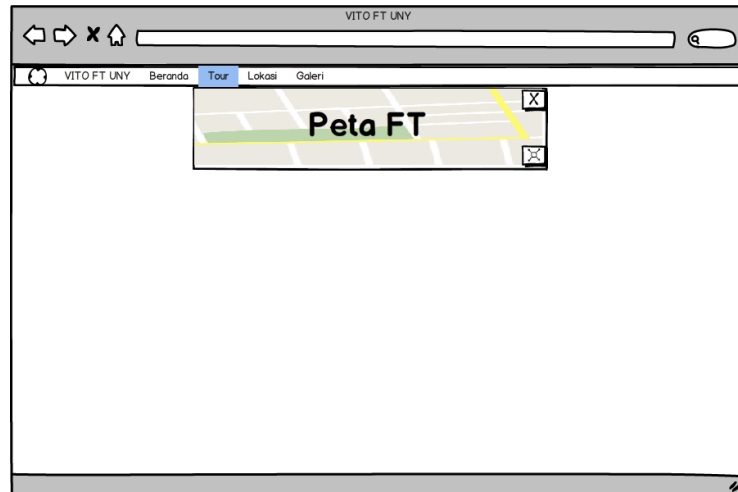 VITO FT UNY
VITO FT UNY Beranda Tour Lokasi Galeri
Peta FT
X